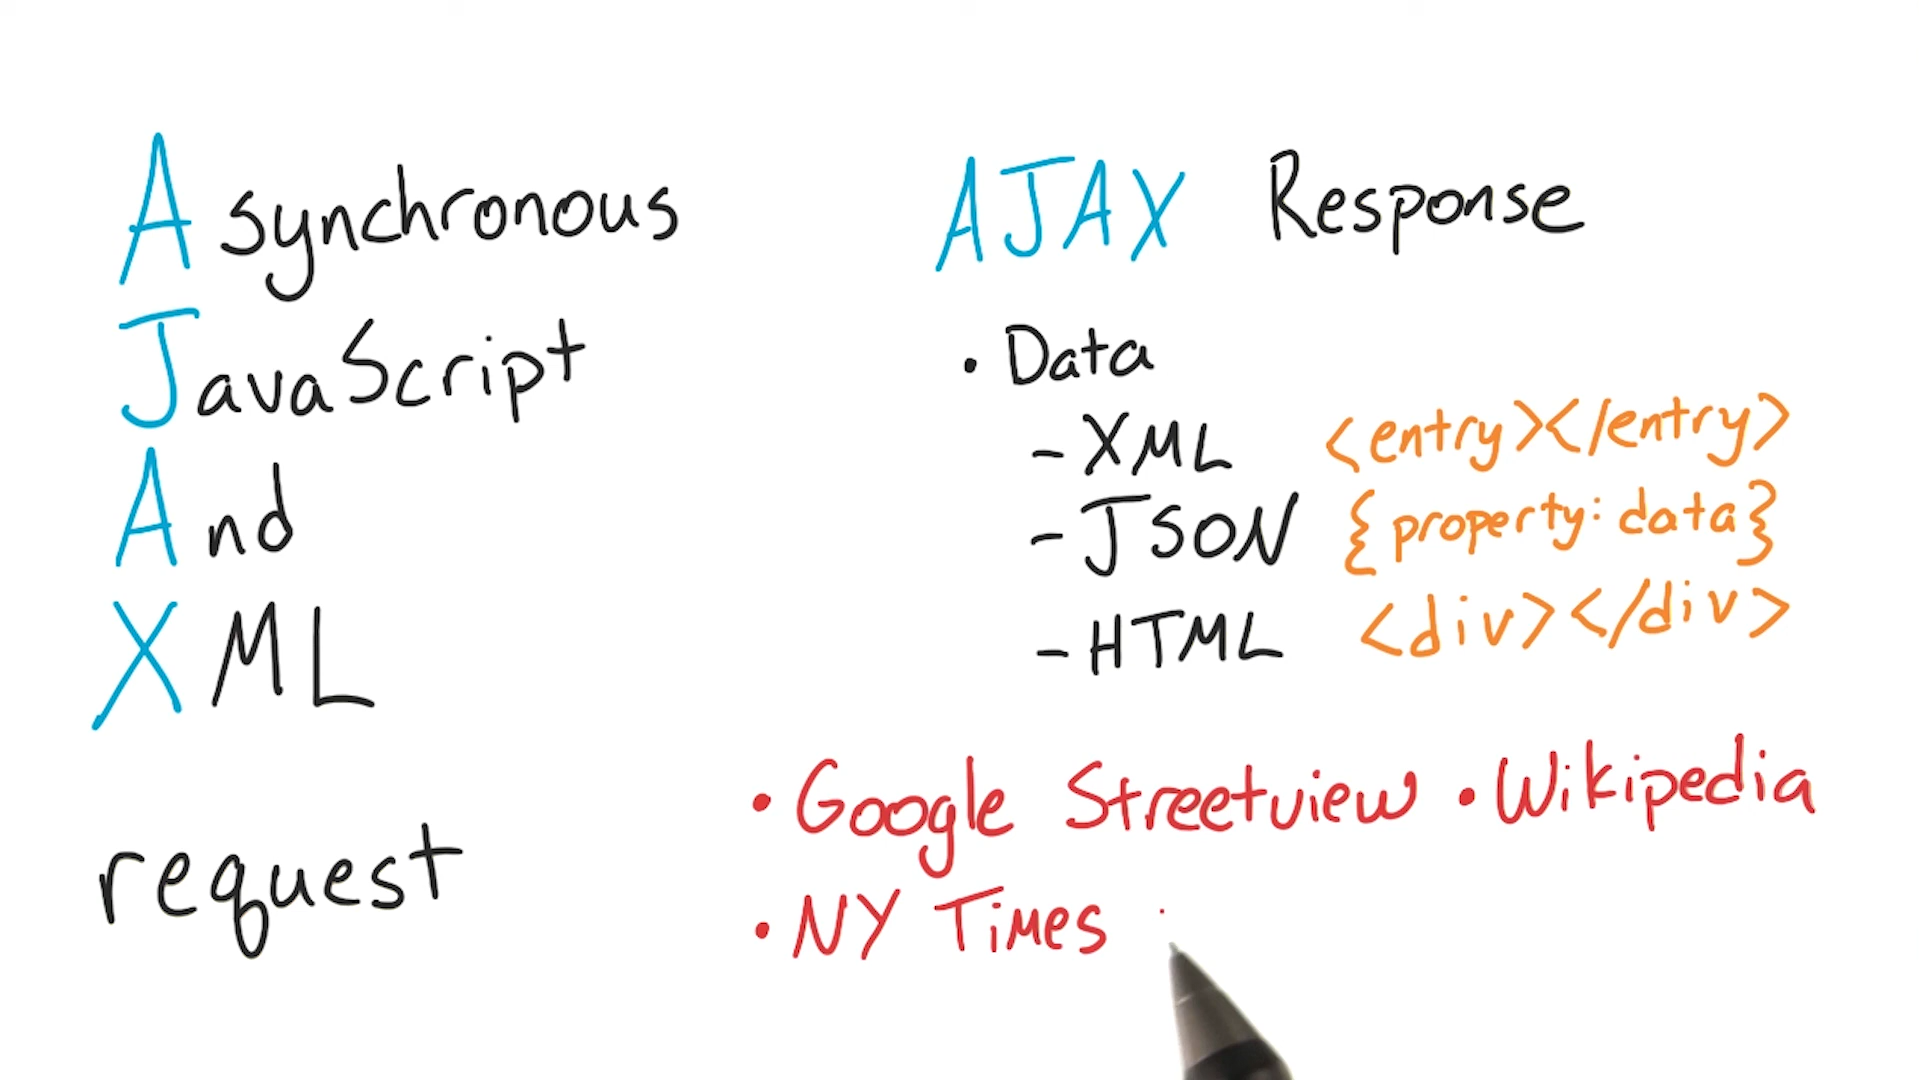 Asynchronous
JavaScript
And
XML
request
AJAX Response
• Data
- XML <entry></entry>
- JSON {property: data}
- HTML <div></div>
• Google Streetview • Wikipedia
• NY Times